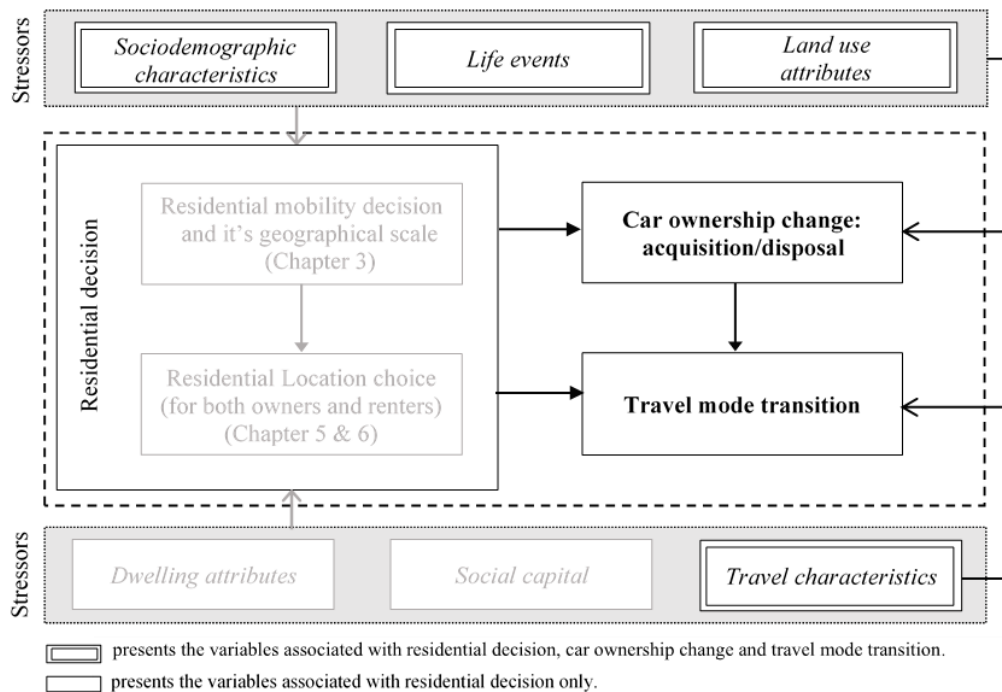 Stressors
Sociodemographic
characteristics
Life events
Land use
attributes
Residential decision
Residential mobility decision
and it's geographical scale
(Chapter 3)
Car ownership change:
acquisition/disposal
Residential Location choice
(for both owners and renters)
(Chapter 5 & 6)
Travel mode transition
Stressors
Dwelling attributes
Social capital
Travel characteristics
presents the variables associated with residential decision, car ownership change and travel mode transition.
presents the variables associated with residential decision only.